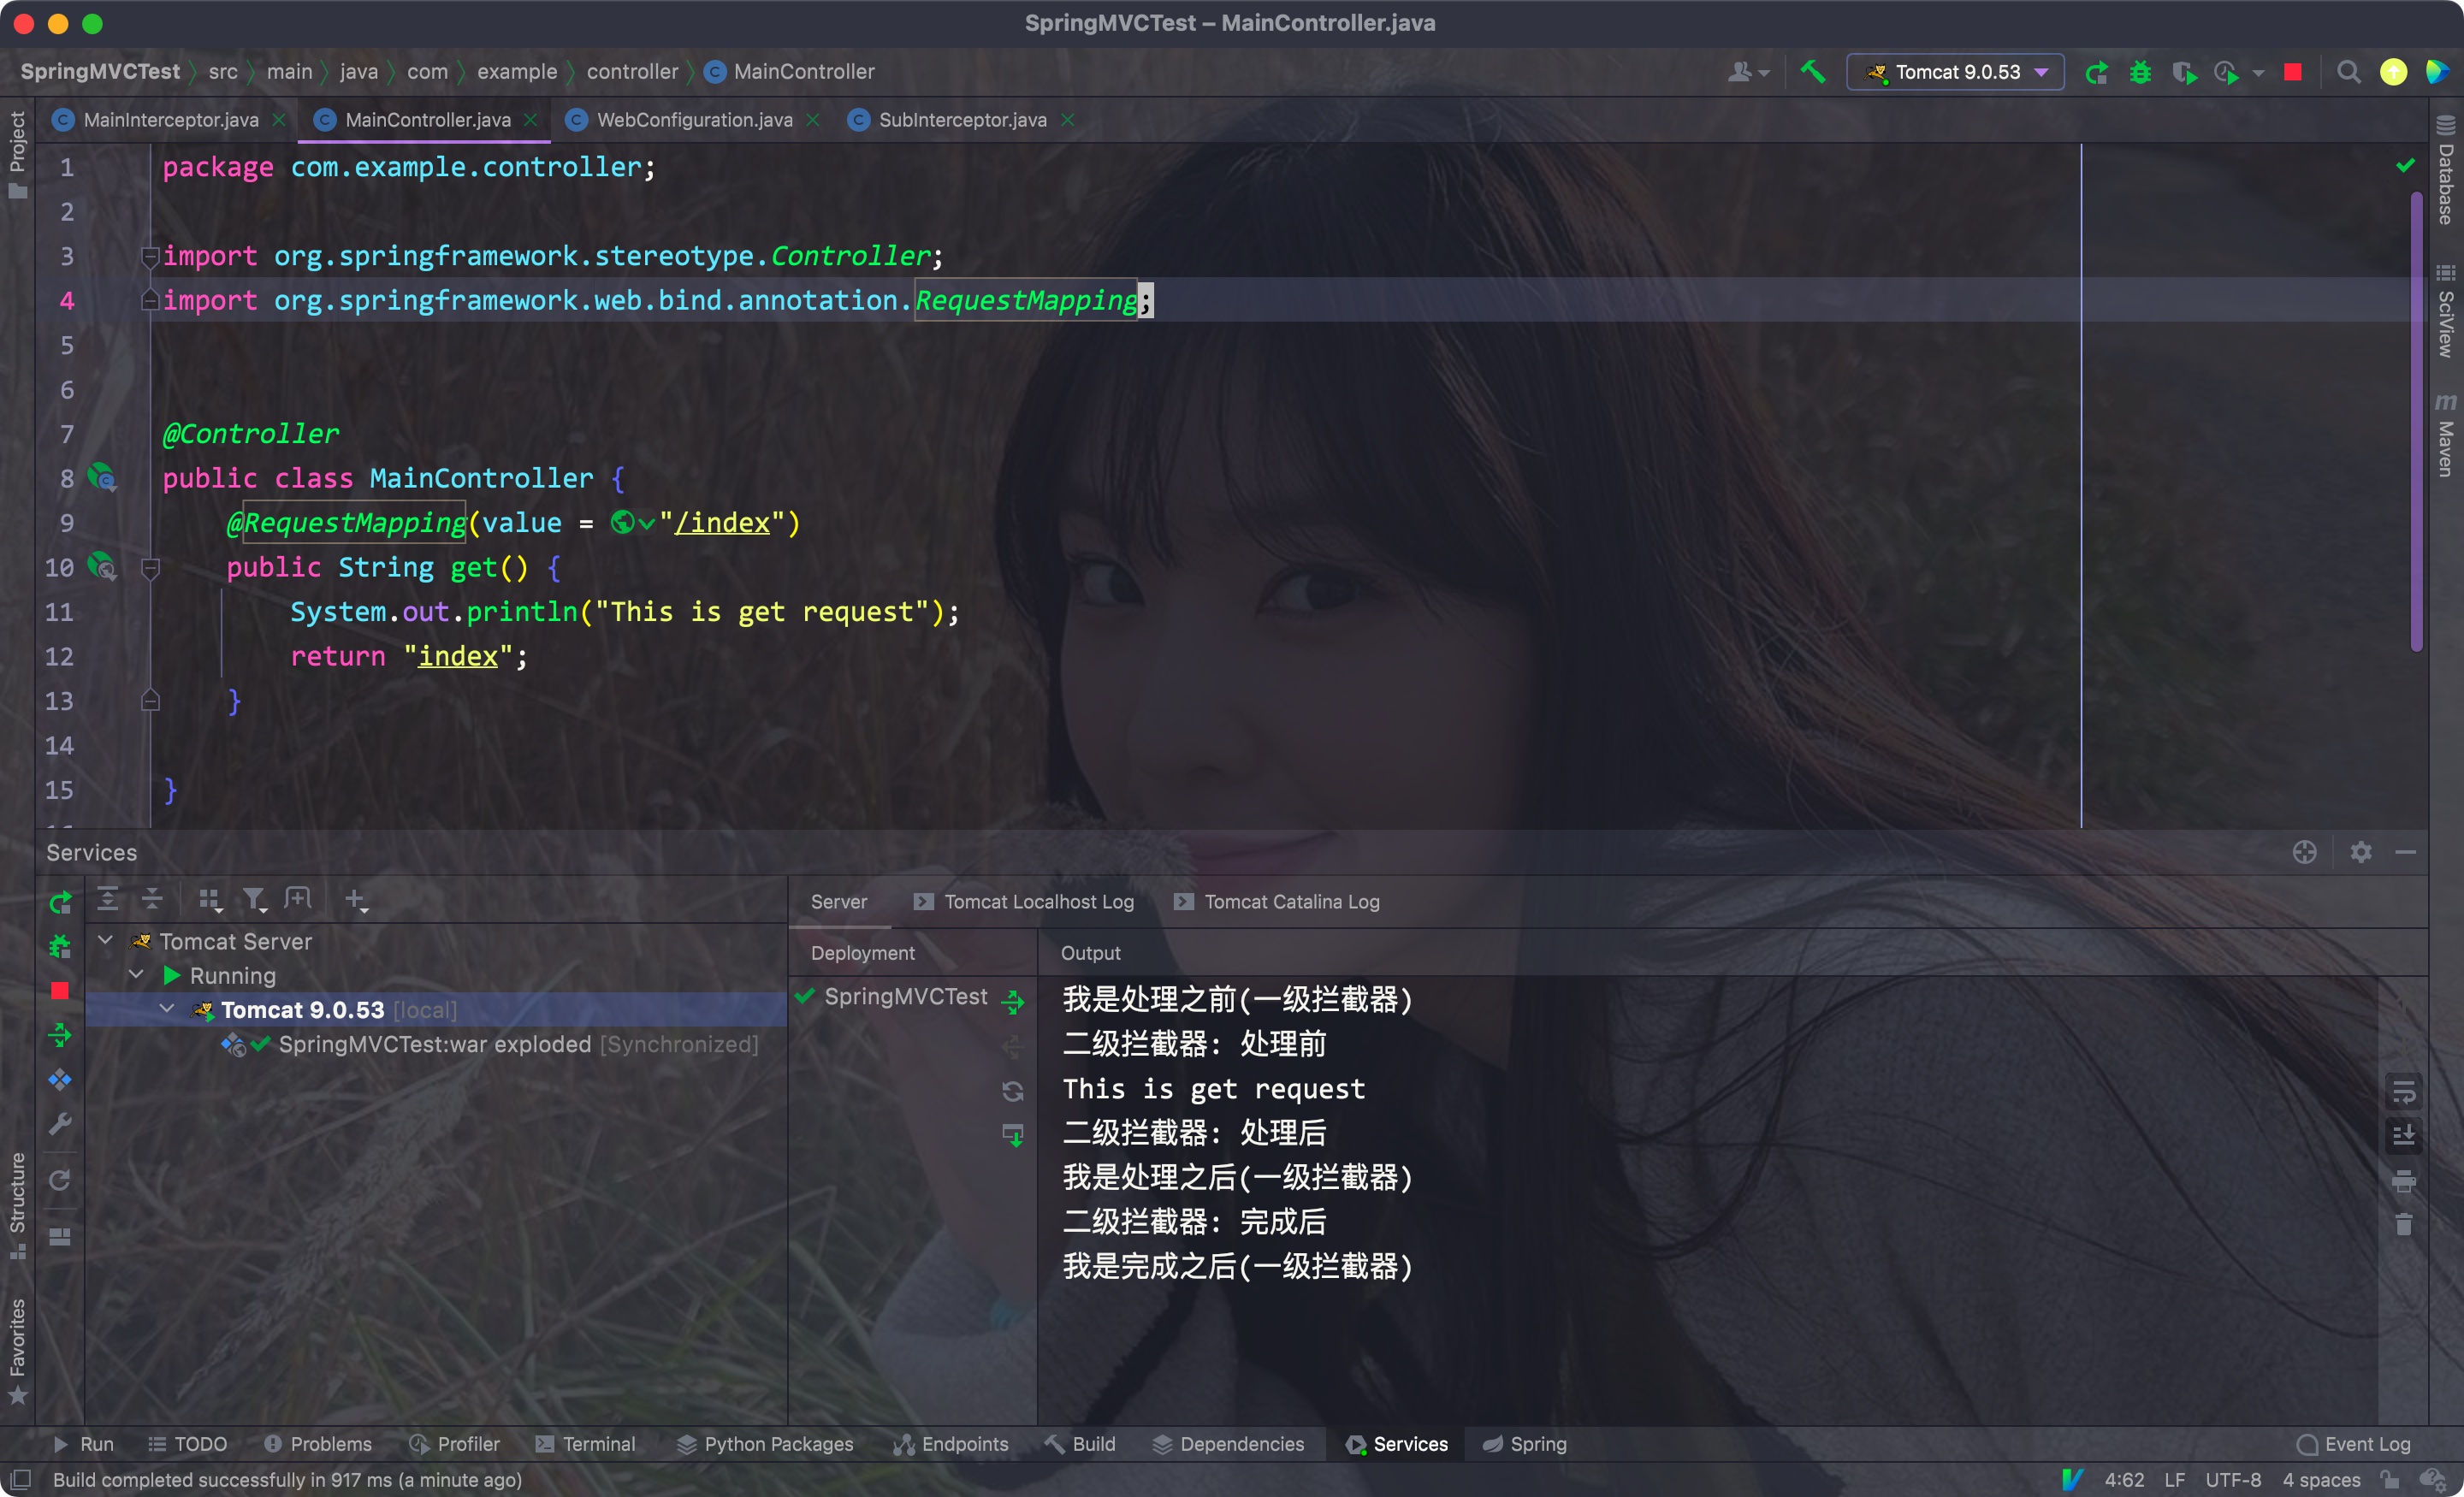 SpringMVCTest – MainController.java
SpringMVCTest src main java com example controller MainController
Tomcat 9.0.53
MainInterceptor.java MainController.java WebConfiguration.java SubInterceptor.java
Project
Database
SciView
Maven
1 package com.example.controller;
2
3 import org.springframework.stereotype.Controller;
4 import org.springframework.web.bind.annotation.RequestMapping;
5
6
7 @Controller
8 public class MainController {
9 @RequestMapping(value = "/index")
10 public String get() {
11 System.out.println("This is get request");
12 return "index";
13 }
14
15 }
Services
Server Tomcat Localhost Log Tomcat Catalina Log
Deployment Output
Tomcat Server
Running
Tomcat 9.0.53 [local]
SpringMVCTest:war exploded [Synchronized]
SpringMVCTest
我是处理之前(一级拦截器)
二级拦截器: 处理前
This is get request
二级拦截器: 处理后
我是处理之后(一级拦截器)
二级拦截器: 完成后
我是完成之后(一级拦截器)
Structure
Favorites
Run TODO Problems Profiler Terminal Python Packages Endpoints Build Dependencies Services Spring Event Log
Build completed successfully in 917 ms (a minute ago) 4:62 LF UTF-8 4 spaces